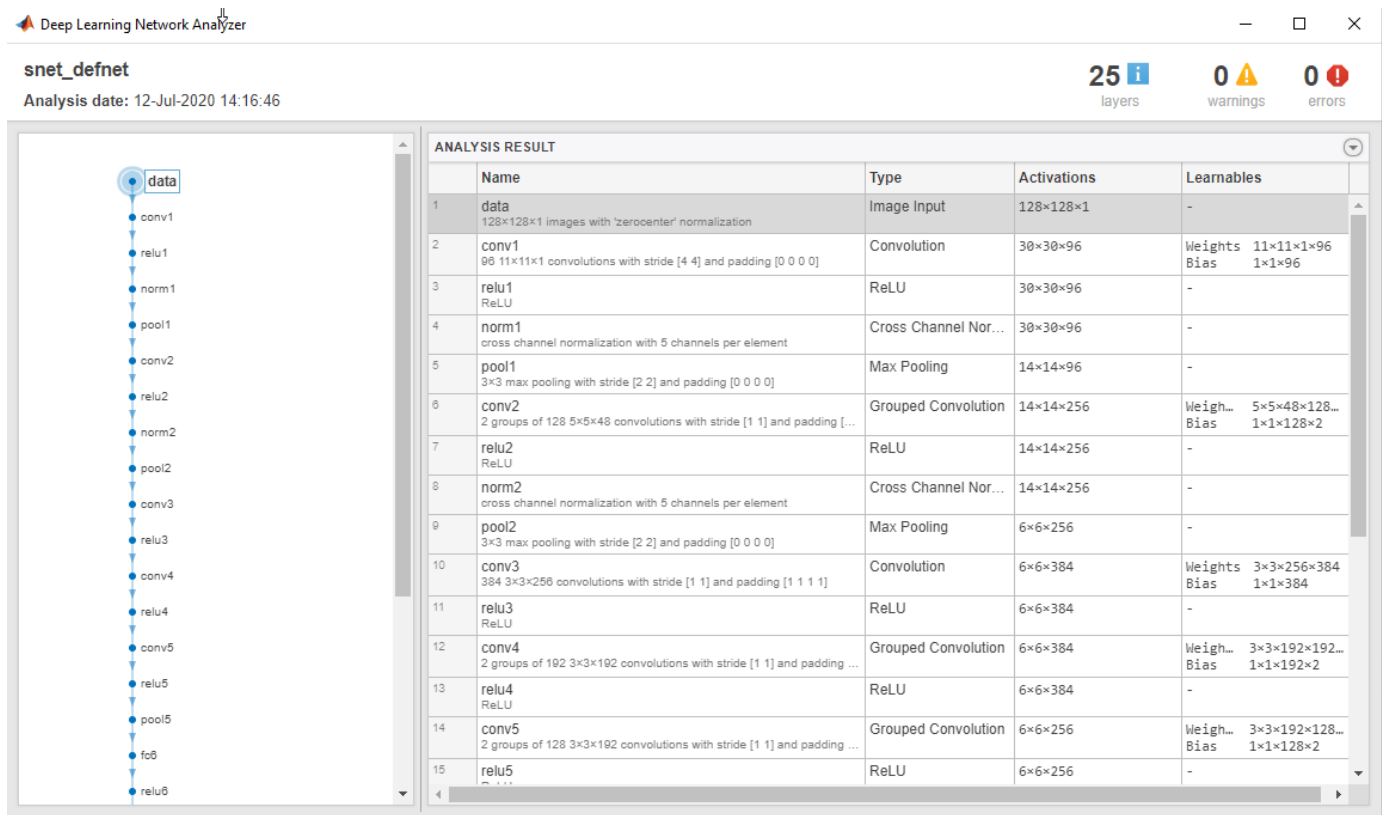 Deep Learning Network Analyzer
snet_defnet
Analysis date: 12-Jul-2020 14:16:46
25 i
layers
0
warnings
0
errors
data
conv1
relu1
norm1
pool1
conv2
relu2
norm2
pool2
conv3
relu3
conv4
relu4
conv5
relu5
pool5
fc6
relu6
ANALYSIS RESULT
Name Type Activations Learnables
1 data Image Input 128×128×1 -
128×128×1 images with 'zerocenter' normalization
2 conv1 Convolution 30×30×96 Weights 11×11×1×96
96 11×11×1 convolutions with stride [4 4] and padding [0 0 0 0] Bias 1×1×96
3 relu1 ReLU 30×30×96 -
ReLU
4 norm1 Cross Channel Nor... 30×30×96 -
cross channel normalization with 5 channels per element
5 pool1 Max Pooling 14×14×96 -
3×3 max pooling with stride [2 2] and padding [0 0 0 0]
6 conv2 Grouped Convolution 14×14×256 Weigh… 5×5×48×128…
2 groups of 128 5×5×48 convolutions with stride [1 1] and padding [... Bias 1×1×128×2
7 relu2 ReLU 14×14×256 -
ReLU
8 norm2 Cross Channel Nor... 14×14×256 -
cross channel normalization with 5 channels per element
9 pool2 Max Pooling 6×6×256 -
3×3 max pooling with stride [2 2] and padding [0 0 0 0]
10 conv3 Convolution 6×6×384 Weights 3×3×256×384
384 3×3×256 convolutions with stride [1 1] and padding [1 1 1 1] Bias 1×1×384
11 relu3 ReLU 6×6×384 -
ReLU
12 conv4 Grouped Convolution 6×6×384 Weigh… 3×3×192×192…
2 groups of 192 3×3×192 convolutions with stride [1 1] and padding ... Bias 1×1×192×2
13 relu4 ReLU 6×6×384 -
ReLU
14 conv5 Grouped Convolution 6×6×256 Weigh… 3×3×192×128…
2 groups of 128 3×3×192 convolutions with stride [1 1] and padding ... Bias 1×1×128×2
15 relu5 ReLU 6×6×256 -